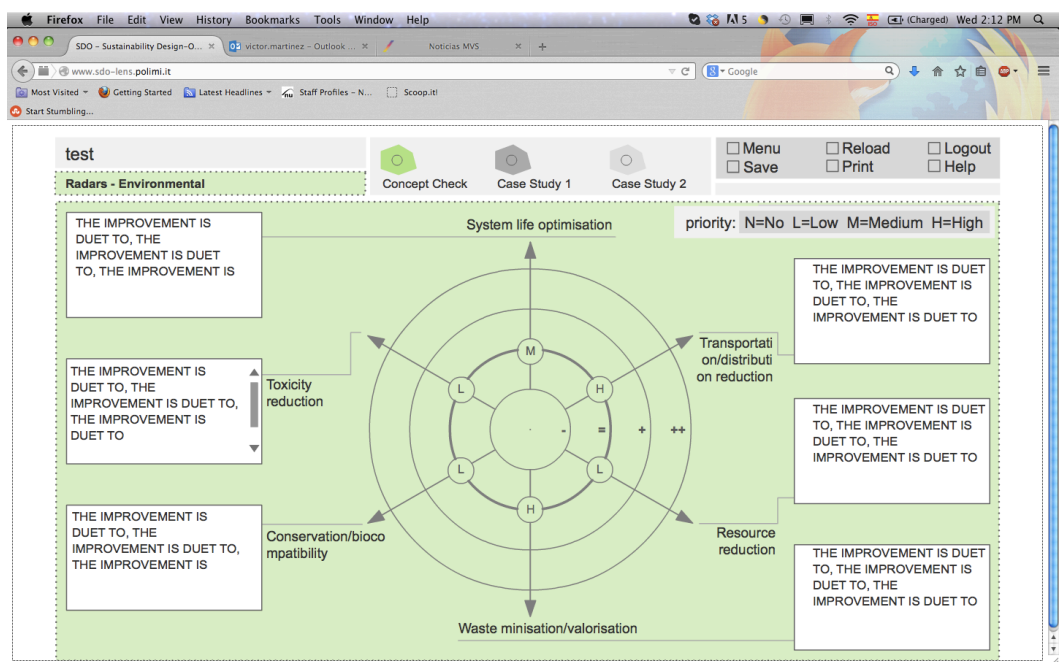 Firefox File Edit View History Bookmarks Tools Window Help
5 ISO (Charged) Wed 2:12 PM
SDO – Sustainability Design-O... × victor.martinez – Outlook ... × Noticias MVS × +
www.sdo-lens.polimi.it
Google
Most Visited Getting Started Latest Headlines Staff Profiles – N... Scoop.it!
Start Stumbling...
test
Radars - Environmental
Concept Check Case Study 1 Case Study 2
Menu Reload Logout
Save Print Help
priority: N=No L=Low M=Medium H=High
THE IMPROVEMENT IS
DUET TO, THE
IMPROVEMENT IS DUET
TO, THE IMPROVEMENT IS
System life optimisation
THE IMPROVEMENT IS DUET
TO, THE IMPROVEMENT IS
DUET TO, THE
IMPROVEMENT IS DUET TO
Transportati
on/distributi
on reduction
THE IMPROVEMENT IS
DUET TO, THE
IMPROVEMENT IS DUET TO,
THE IMPROVEMENT IS
DUET TO
Toxicity
reduction
M
L H
- = + ++
L L
H
THE IMPROVEMENT IS DUET
TO, THE IMPROVEMENT IS
DUET TO, THE
IMPROVEMENT IS DUET TO
Resource
reduction
THE IMPROVEMENT IS
DUET TO, THE
IMPROVEMENT IS DUET TO,
THE IMPROVEMENT IS
Conservation/bioco
mpatibility
THE IMPROVEMENT IS DUET
TO, THE IMPROVEMENT IS
DUET TO, THE
IMPROVEMENT IS DUET TO
Waste minisation/valorisation